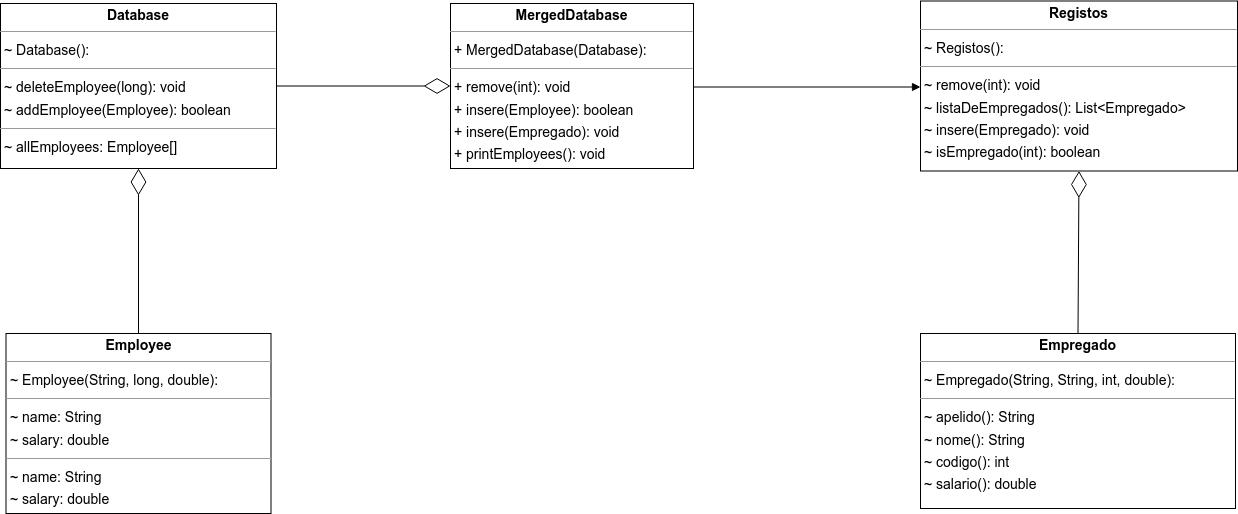 Database
~ Database():
~ deleteEmployee(long): void
~ addEmployee(Employee): boolean
~ allEmployees: Employee[]
MergedDatabase
+ MergedDatabase(Database):
+ remove(int): void
+ insere(Employee): boolean
+ insere(Empregado): void
+ printEmployees(): void
Registos
~ Registos():
~ remove(int): void
~ listaDeEmpregados(): List<Empregado>
~ insere(Empregado): void
~ isEmpregado(int): boolean
Employee
~ Employee(String, long, double):
~ name: String
~ salary: double
~ name: String
~ salary: double
Empregado
~ Empregado(String, String, int, double):
~ apelido(): String
~ nome(): String
~ codigo(): int
~ salario(): double